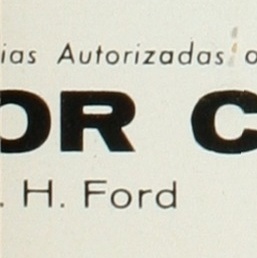 ias Autorizadas o
OR C
. H. Ford